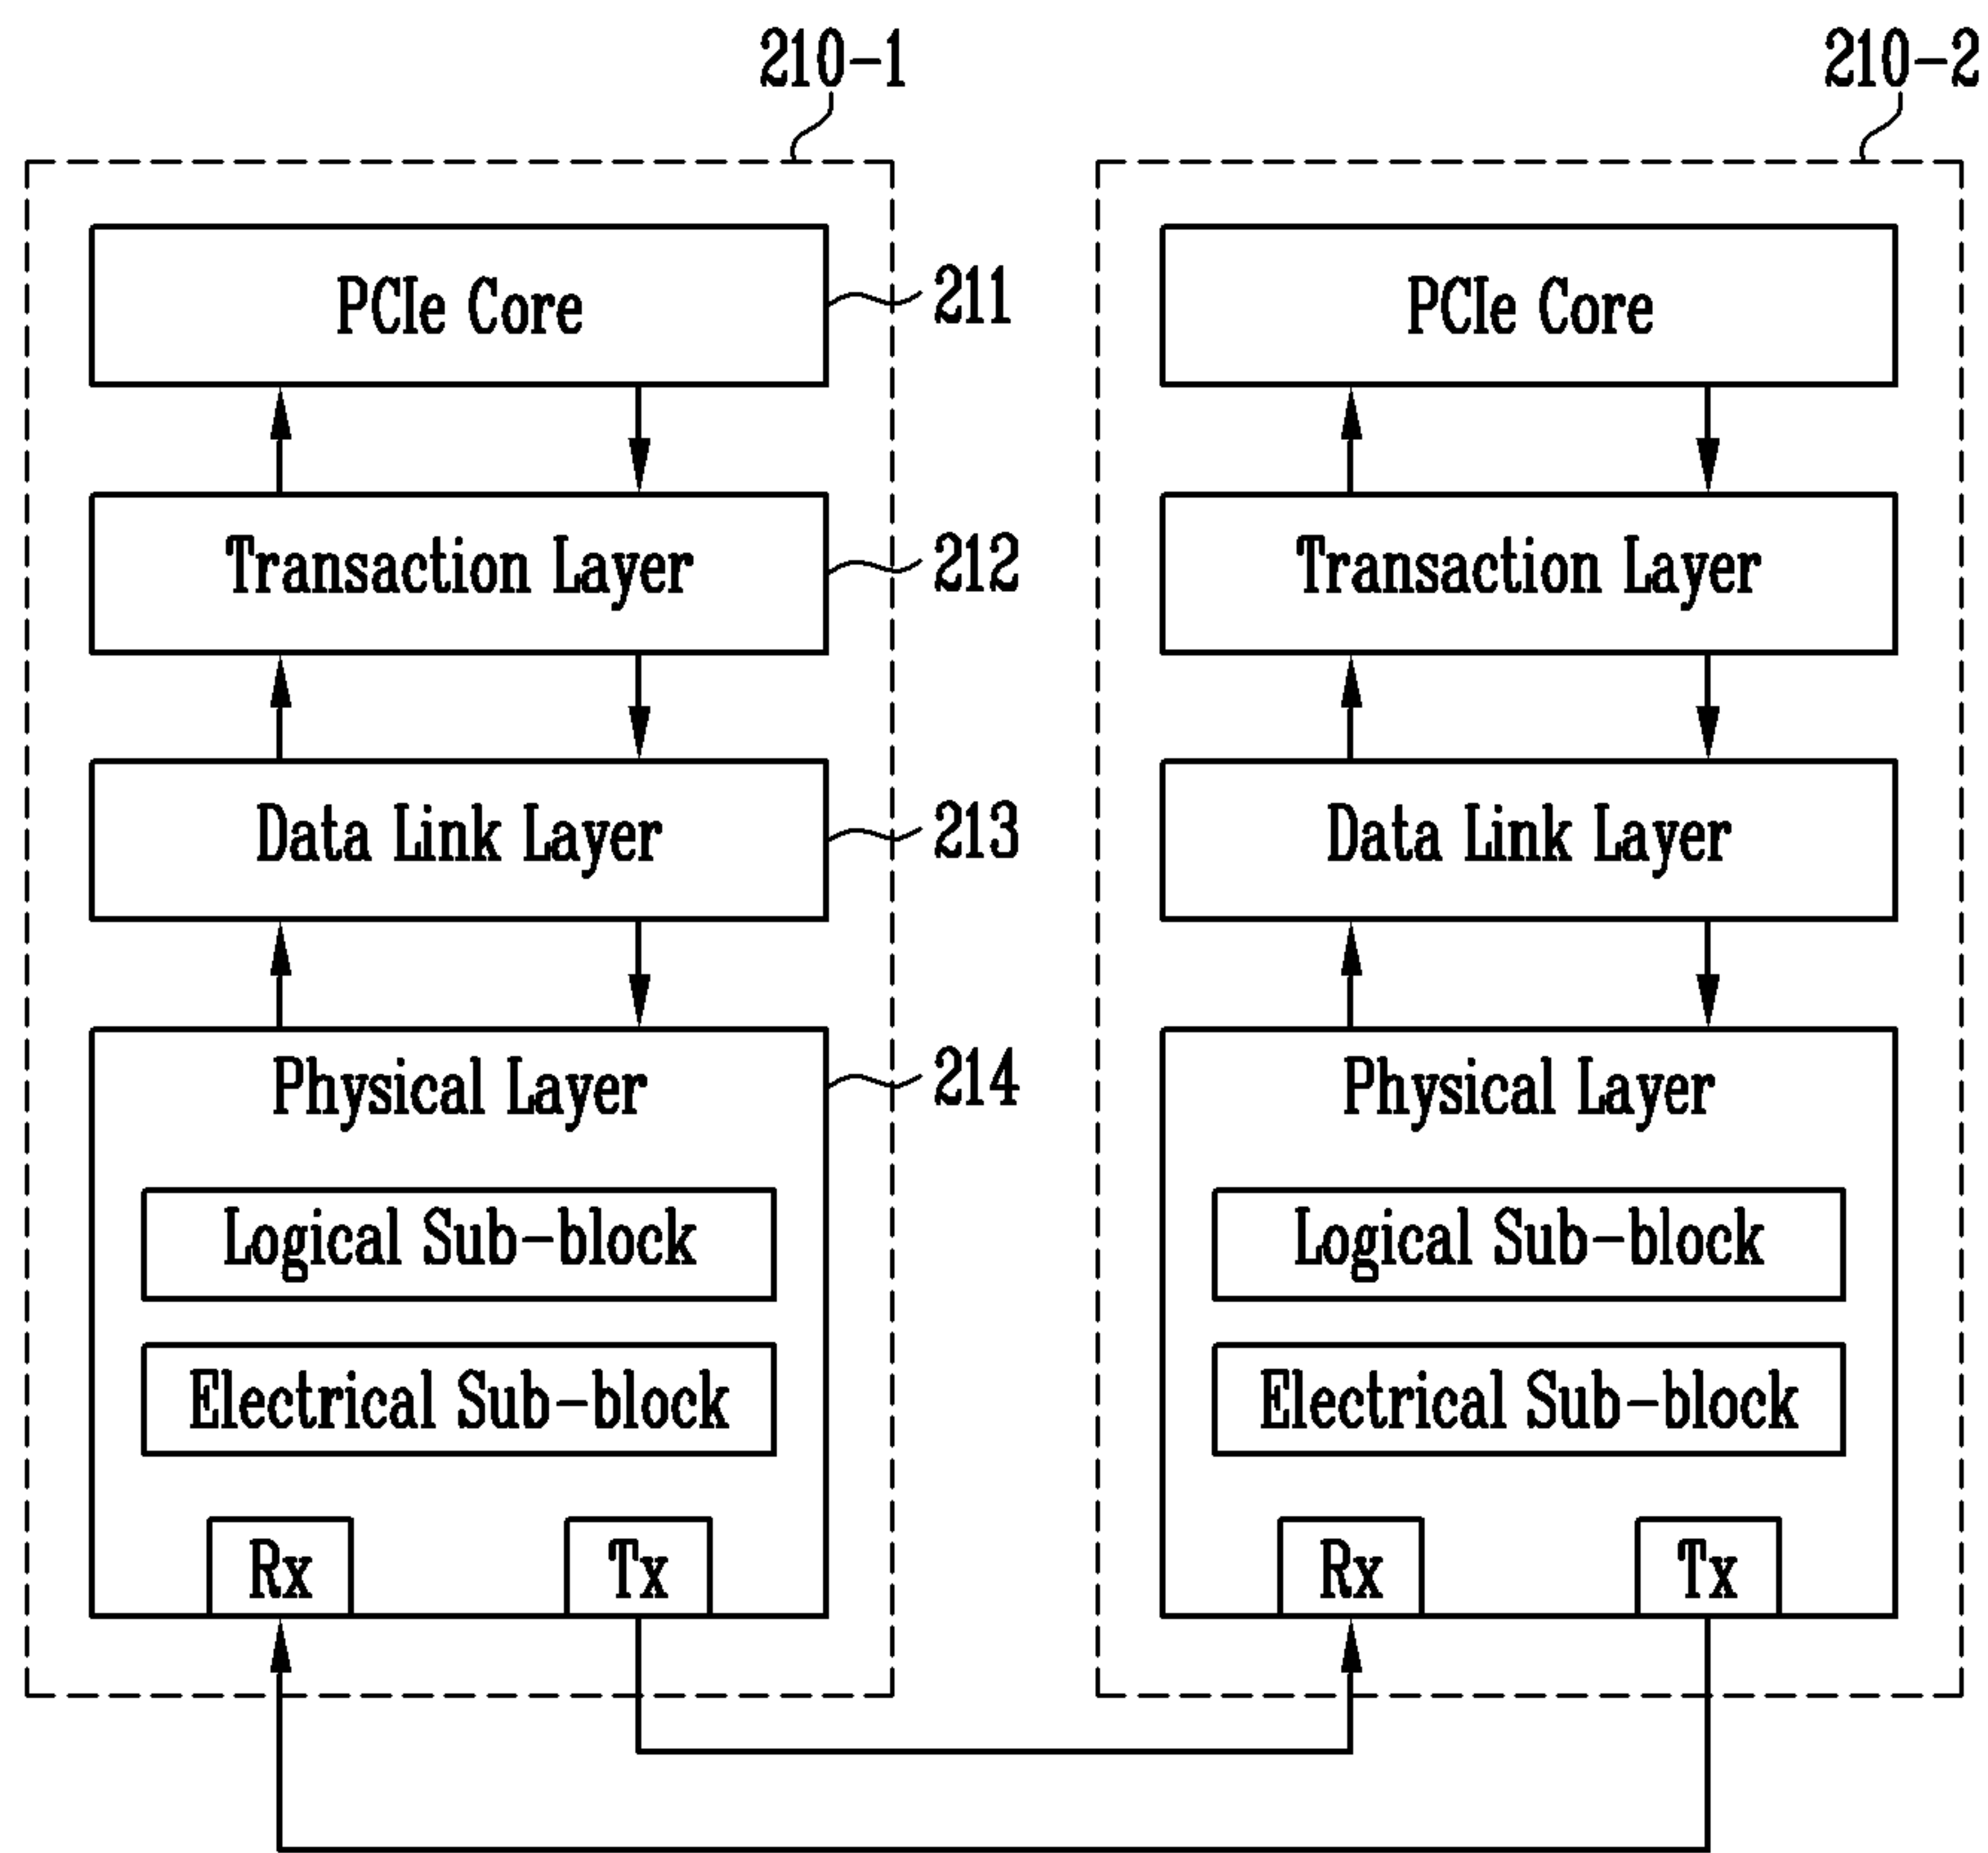 210-1
210-2
PCIe Core
211
PCIe Core
Transaction Layer
212
Transaction Layer
Data Link Layer
213
Data Link Layer
Physical Layer
214
Physical Layer
Logical Sub-block
Logical Sub-block
Electrical Sub-block
Electrical Sub-block
Rx
Tx
Rx
Tx